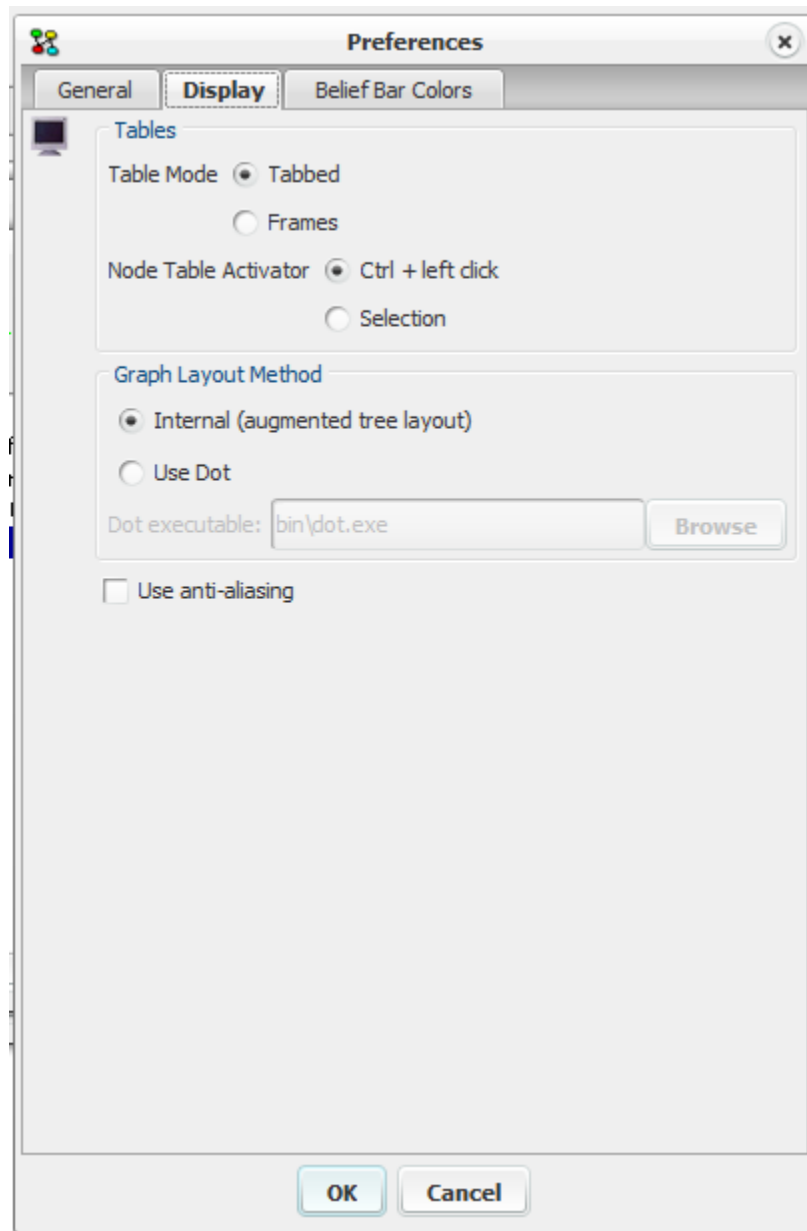 Preferences
General Display Belief Bar Colors
Tables
Table Mode Tabbed
Frames
Node Table Activator Ctrl + left click
Selection
Graph Layout Method
Internal (augmented tree layout)
Use Dot
Dot executable: bin\dot.exe Browse
Use anti-aliasing
OK Cancel